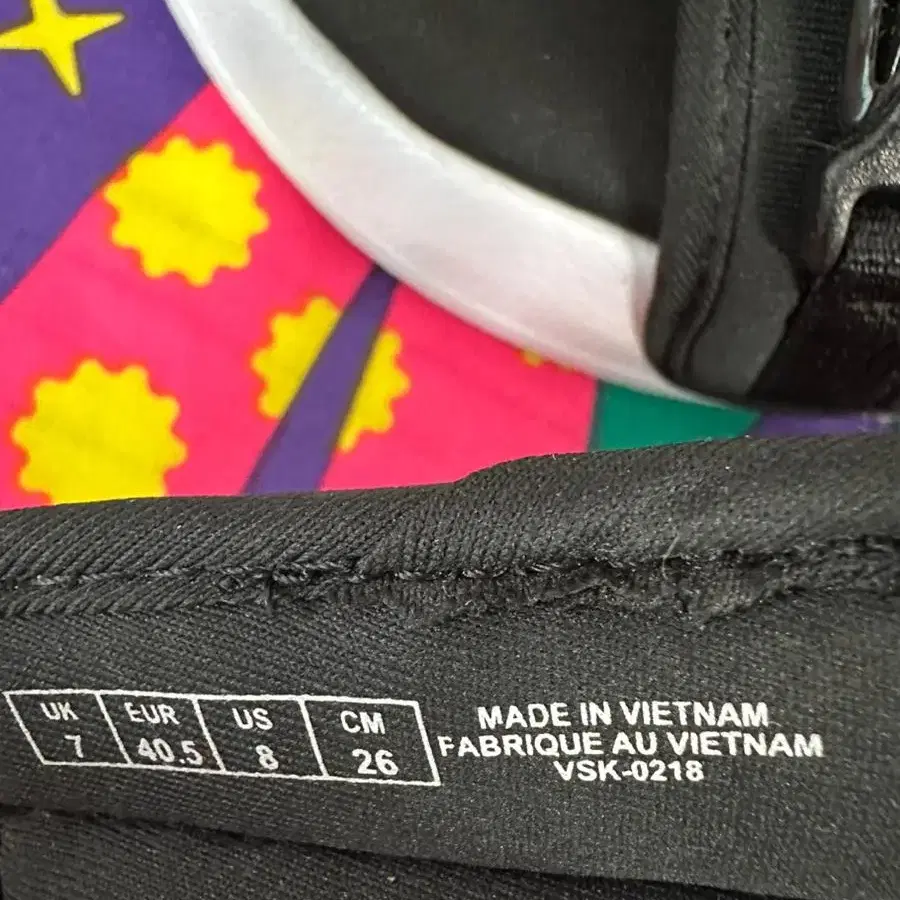 UK EUR US CM
7 40.5 8 26
MADE IN VIETNAM
FABRIQUE AU VIETNAM
VSK-0218